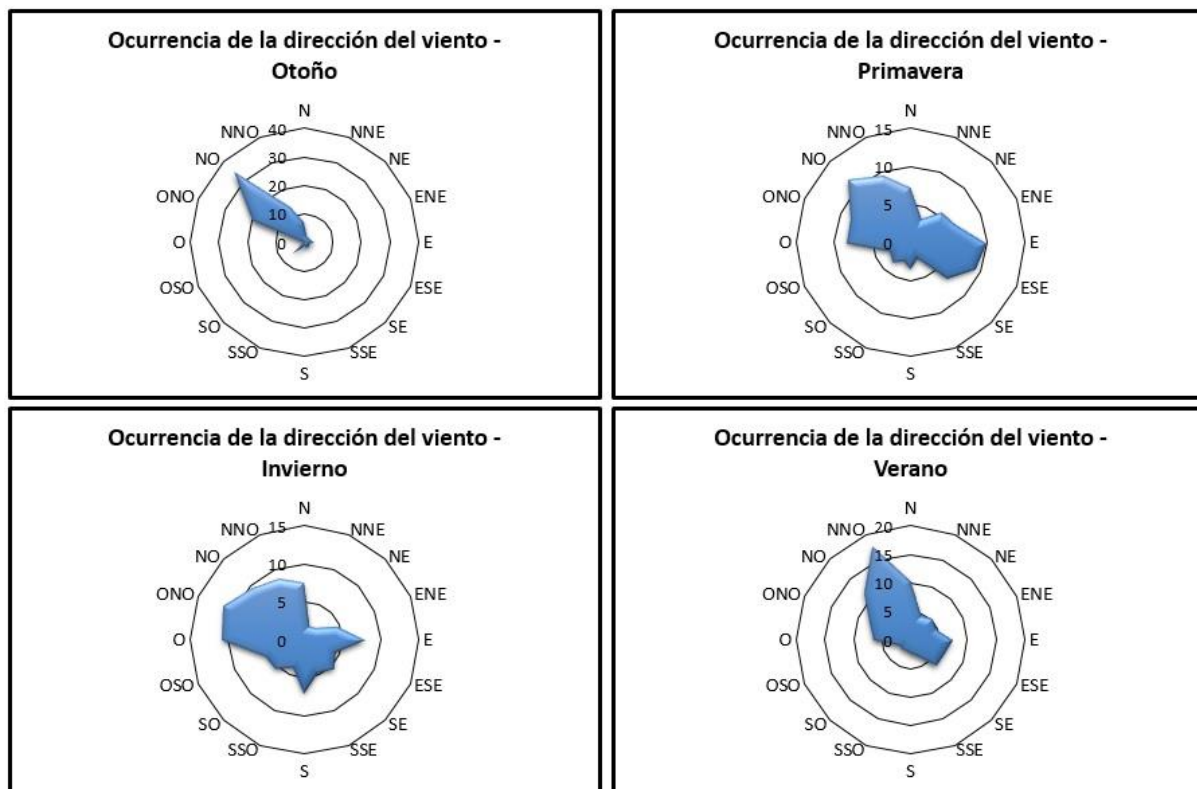 Ocurrencia de la dirección del viento -
Otoño
N
NNE
NE
ENE
E
ESE
SE
SSE
S
SSO
SO
OSO
O
ONO
NO
NNO
40
30
20
10
0
Ocurrencia de la dirección del viento -
Primavera
N
NNE
NE
ENE
E
ESE
SE
SSE
S
SSO
SO
OSO
O
ONO
NO
NNO
15
10
5
0
Ocurrencia de la dirección del viento -
Invierno
N
NNE
NE
ENE
E
ESE
SE
SSE
S
SSO
SO
OSO
O
ONO
NO
NNO
15
10
5
0
Ocurrencia de la dirección del viento -
Verano
N
NNE
NE
ENE
E
ESE
SE
SSE
S
SSO
SO
OSO
O
ONO
NO
NNO
20
15
10
5
0